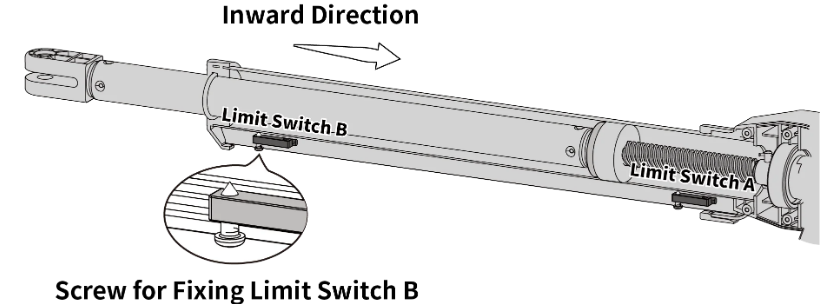 Inward Direction
Limit Switch B
Limit Switch A
Screw for Fixing Limit Switch B